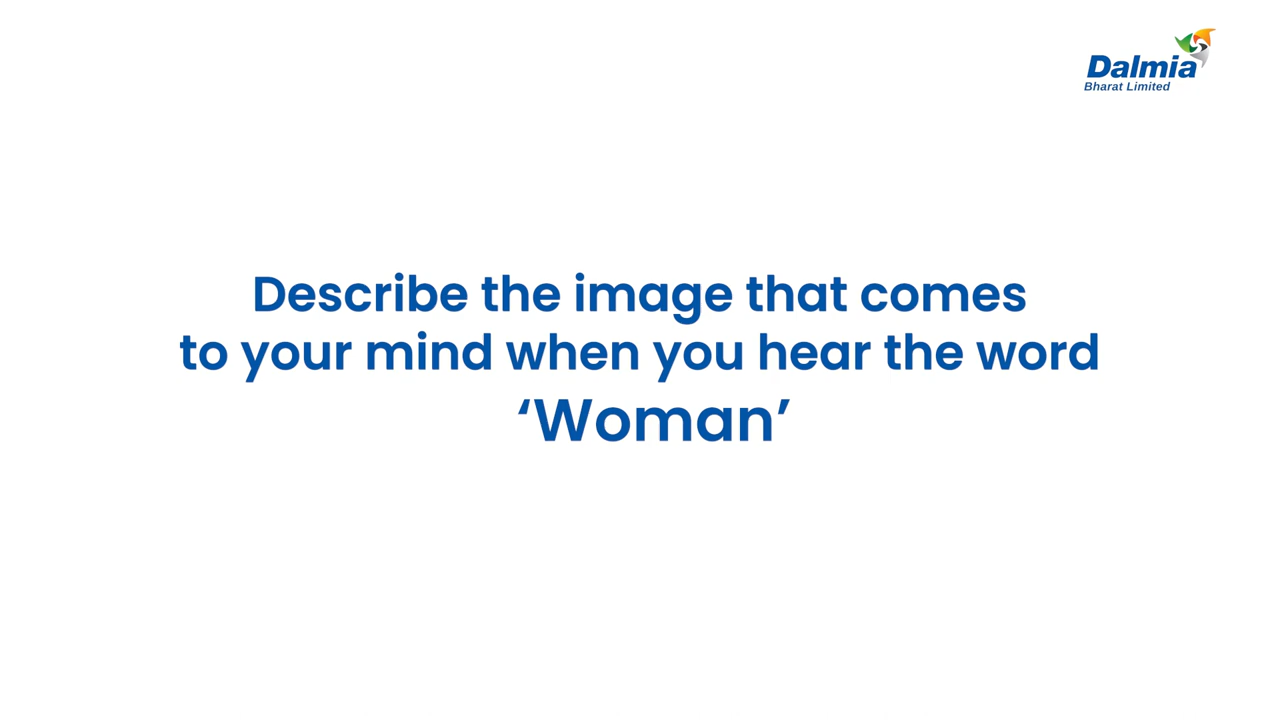 Dalmia
Bharat Limited
Describe the image that comes
to your mind when you hear the word
‘Woman’